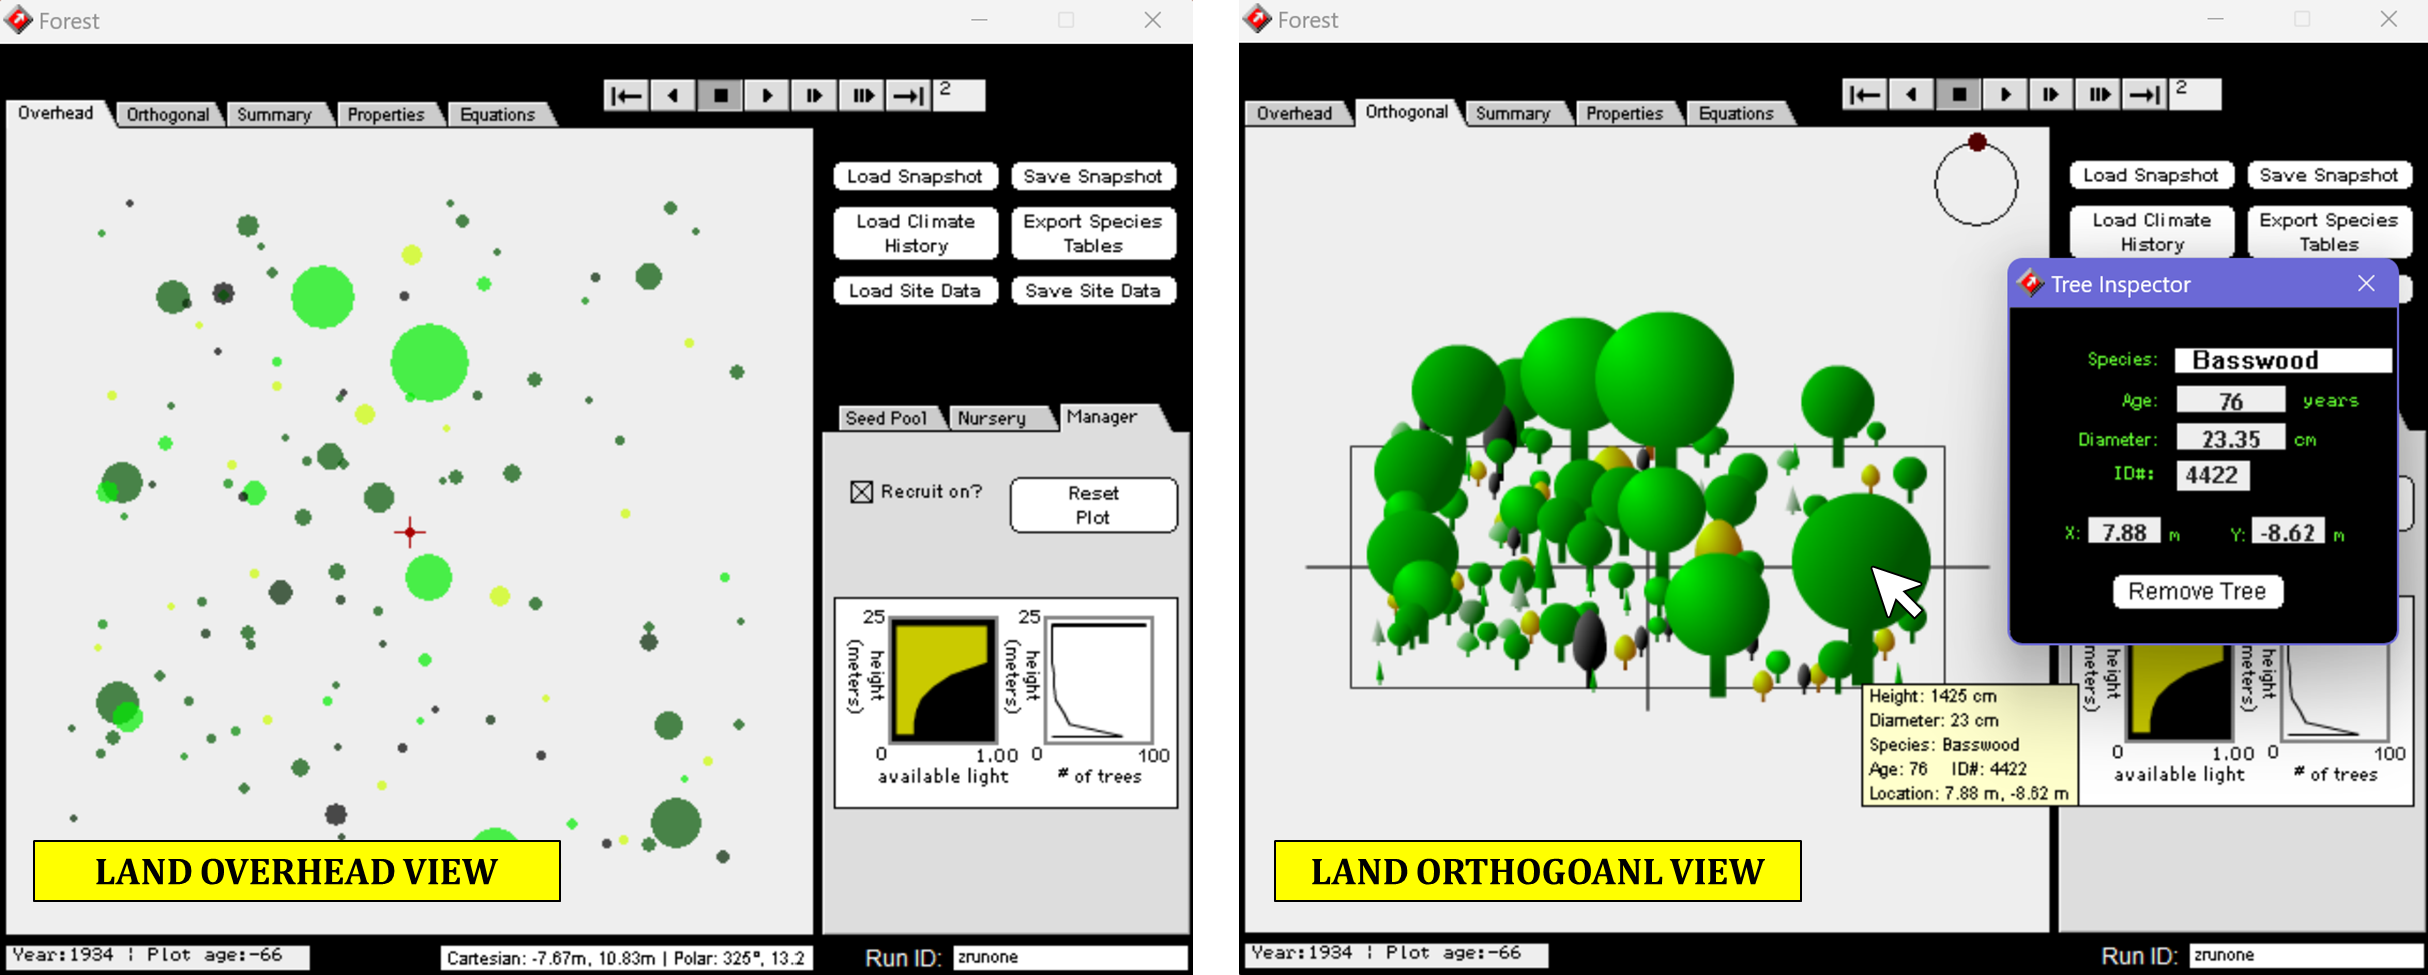 Forest
2
Overhead
Orthogonal
Summary
Properties
Equations
Load Snapshot
Save Snapshot
Load Climate
History
Export Species
Tables
Load Site Data
Save Site Data
Seed Pool
Nursery
Manager
Recruit on?
Reset
Plot
25
height
(meters)
0
1.00
available light
25
height
(meters)
0
100
# of trees
LAND OVERHEAD VIEW
Year:1934 ¦ Plot age:-66
Cartesian: -7.67m, 10.83m | Polar: 325°, 13.2
Run ID: zrunone
Forest
2
Overhead
Orthogonal
Summary
Properties
Equations
Load Snapshot
Save Snapshot
Load Climate
History
Export Species
Tables
Tree Inspector
Species: Basswood
Age: 76 years
Diameter: 23.35 cm
ID#: 4422
X: 7.88 m Y: -8.62 m
Remove Tree
height
meters)
0
1.00
available light
height
meters)
0
100
# of trees
Height: 1425 cm
Diameter: 23 cm
Species: Basswood
Age: 76 ID#: 4422
Location: 7.88 m, -8.62 m
LAND ORTHOGOANL VIEW
Year:1934 ¦ Plot age:-66
Run ID: zrunone